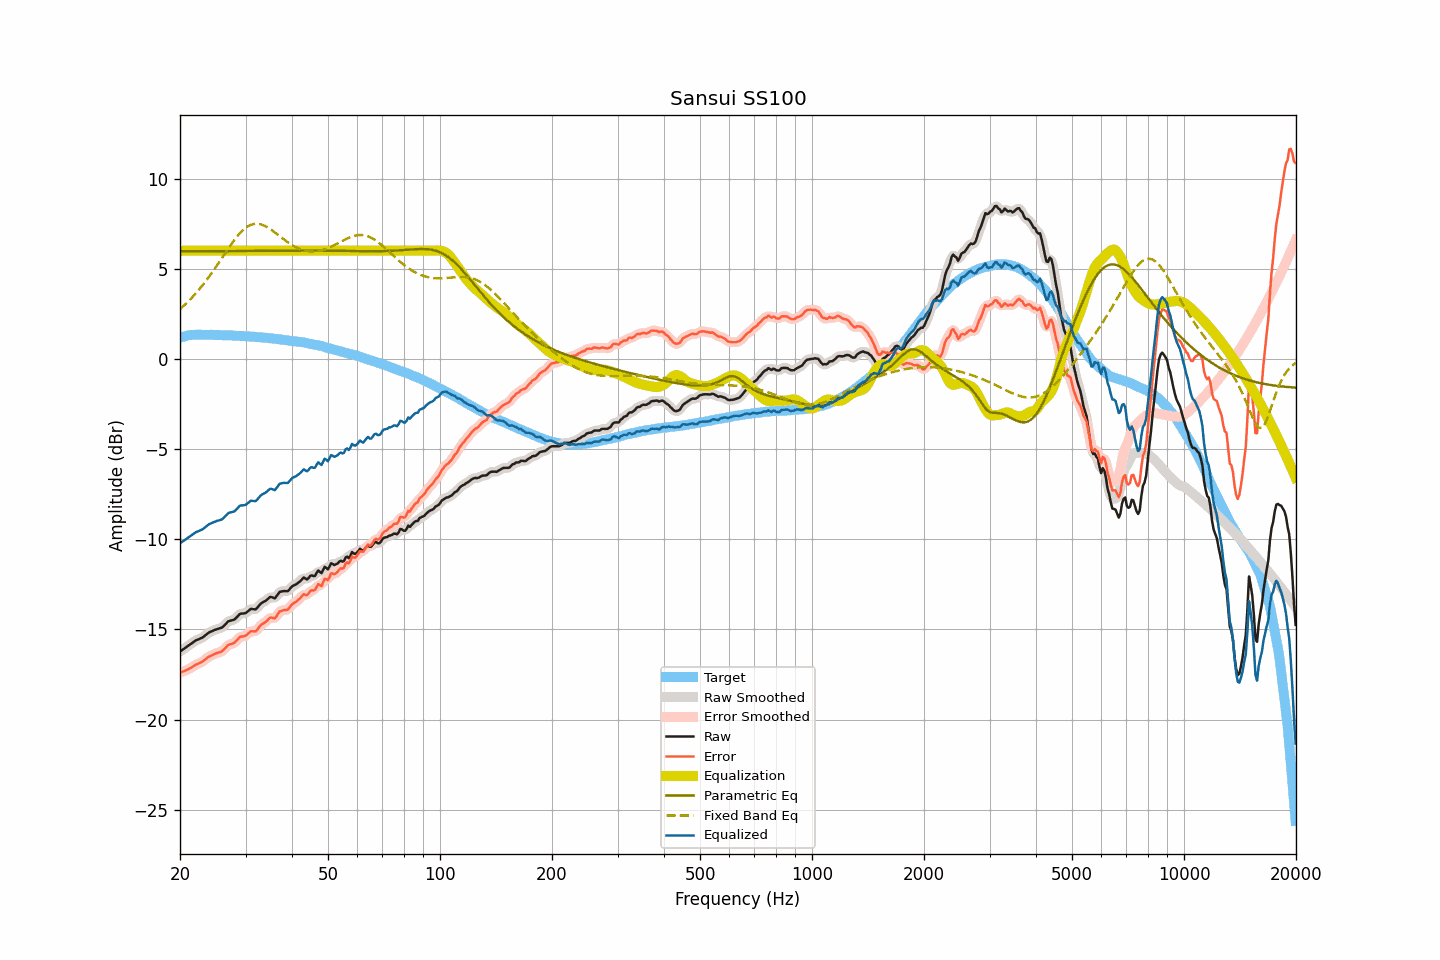 Sansui SS100
Amplitude (dBr)
10
5
0
−5
−10
−15
−20
−25
Target
Raw Smoothed
Error Smoothed
Raw
Error
Equalization
Parametric Eq
Fixed Band Eq
Equalized
20 50 100 200 500 1000 2000 5000 10000 20000
Frequency (Hz)